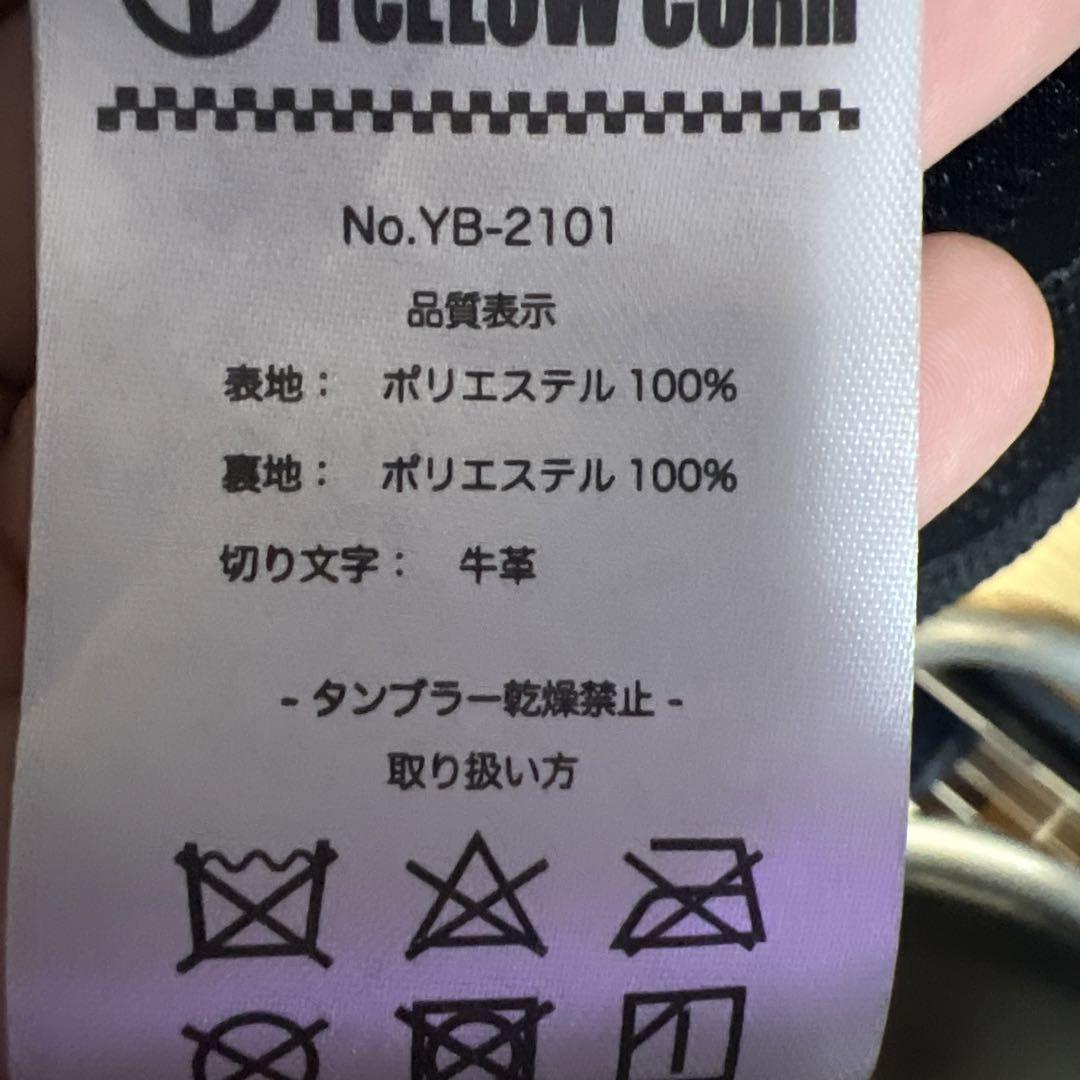 YELLOW CORN
No.YB-2101
品質表示
表地： ポリエステル 100%
裏地： ポリエステル 100%
切り文字： 牛革
- タンブラー乾燥禁止 -
取り扱い方